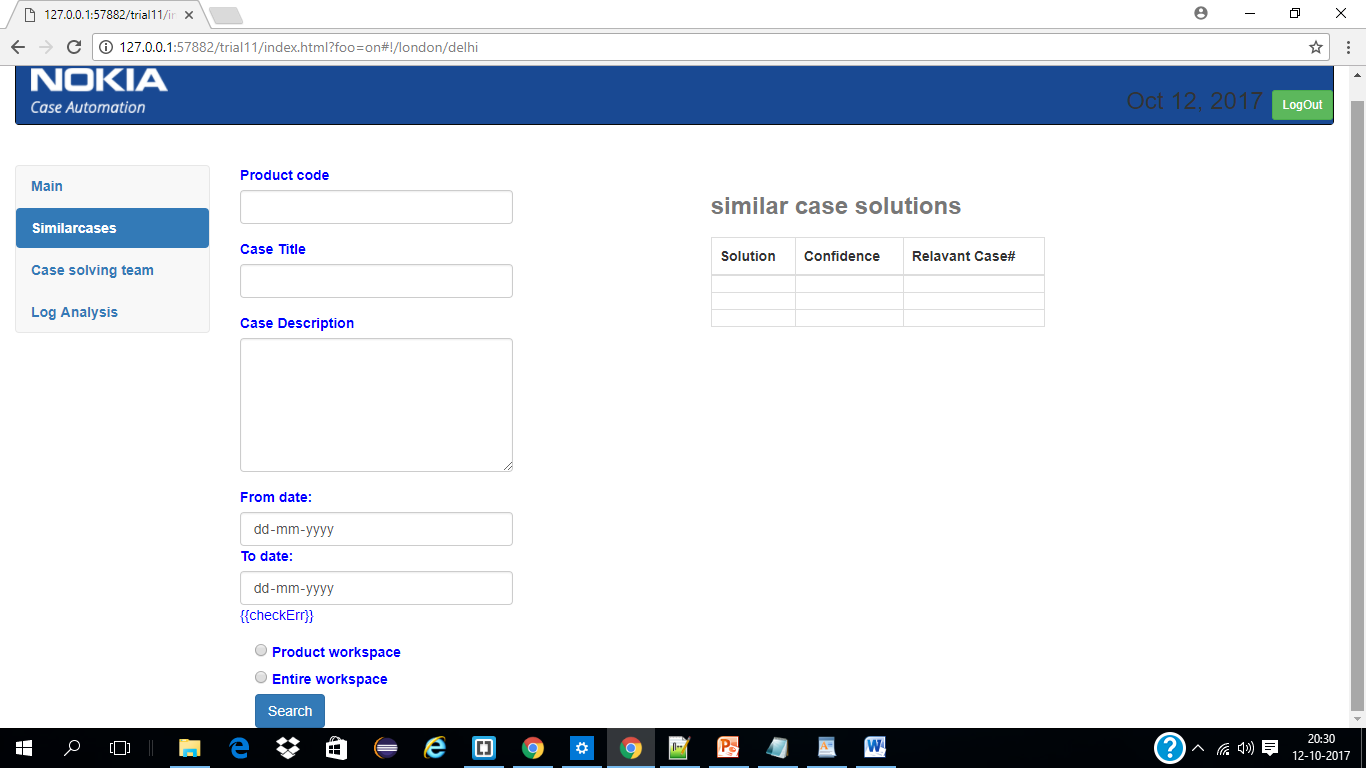 127.0.0.1:57882/trial11/in
127.0.0.1:57882/trial11/index.html?foo=on#!/london/delhi
NOKIA
Case Automation
Oct 12, 2017
LogOut
Main
Similarcases
Case solving team
Log Analysis
Product code
Case Title
Case Description
From date:
dd-mm-yyyy
To date:
dd-mm-yyyy
{{checkErr}}
Product workspace
Entire workspace
Search
similar case solutions
Solution Confidence Relavant Case#
20:30
12-10-2017